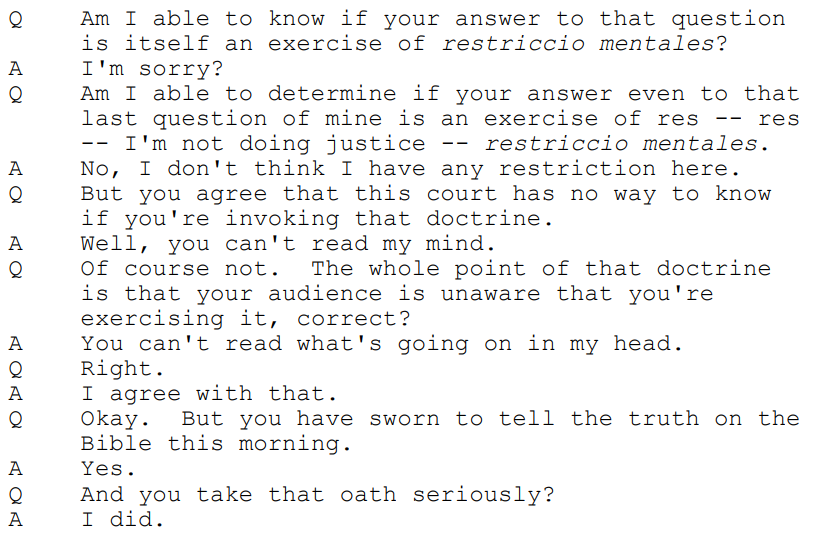 Q Am I able to know if your answer to that question
is itself an exercise of restriccio mentales?
A I'm sorry?
Q Am I able to determine if your answer even to that
last question of mine is an exercise of res -- res
-- I'm not doing justice -- restriccio mentales.
A No, I don't think I have any restriction here.
Q But you agree that this court has no way to know
if you're invoking that doctrine.
A Well, you can't read my mind.
Q Of course not. The whole point of that doctrine
is that your audience is unaware that you're
exercising it, correct?
A You can't read what's going on in my head.
Q Right.
A I agree with that.
Q Okay. But you have sworn to tell the truth on the
Bible this morning.
A Yes.
Q And you take that oath seriously?
A I did.